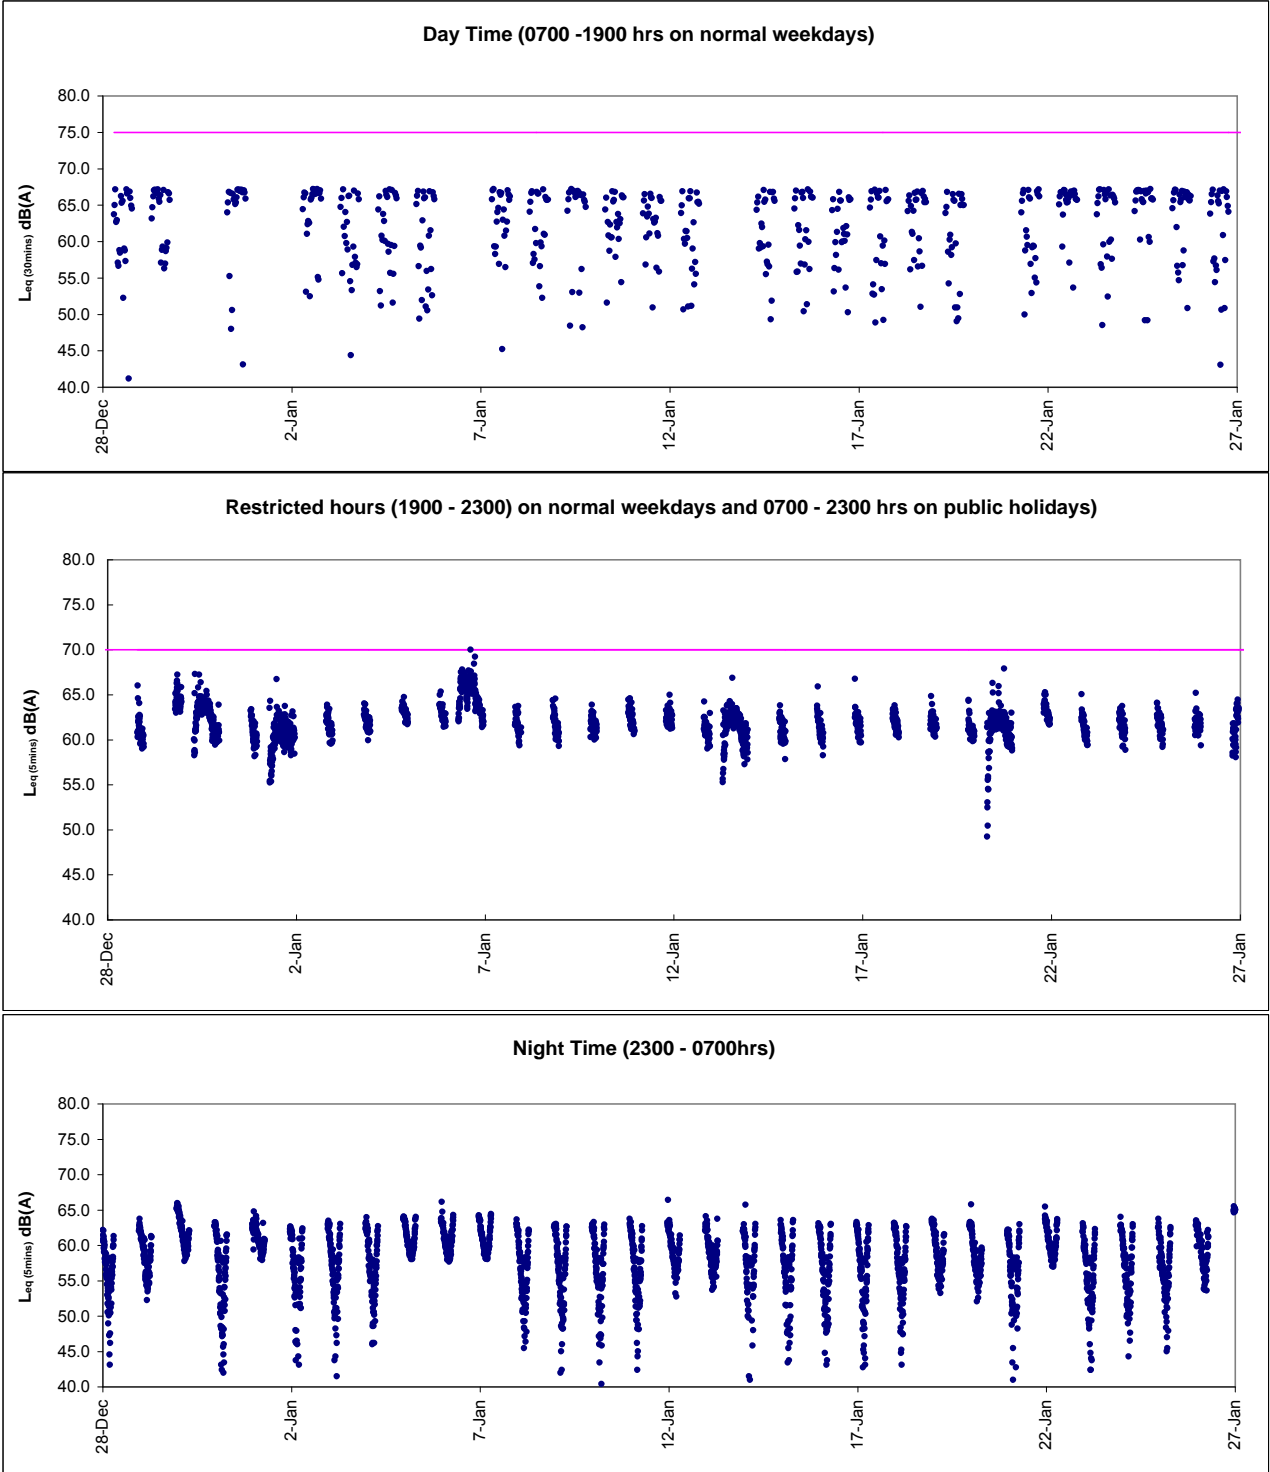 Day Time (0700 -1900 hrs on normal weekdays)
80.0
75.0
70.0
65.0
60.0
55.0
50.0
45.0
40.0
Leq (30mins) dB(A)
28-Dec
2-Jan
7-Jan
12-Jan
17-Jan
22-Jan
27-Jan
Restricted hours (1900 - 2300) on normal weekdays and 0700 - 2300 hrs on public holidays)
80.0
75.0
70.0
65.0
60.0
55.0
50.0
45.0
40.0
Leq (5mins) dB(A)
28-Dec
2-Jan
7-Jan
12-Jan
17-Jan
22-Jan
27-Jan
Night Time (2300 - 0700hrs)
80.0
75.0
70.0
65.0
60.0
55.0
50.0
45.0
40.0
Leq (5mins) dB(A)
28-Dec
2-Jan
7-Jan
12-Jan
17-Jan
22-Jan
27-Jan